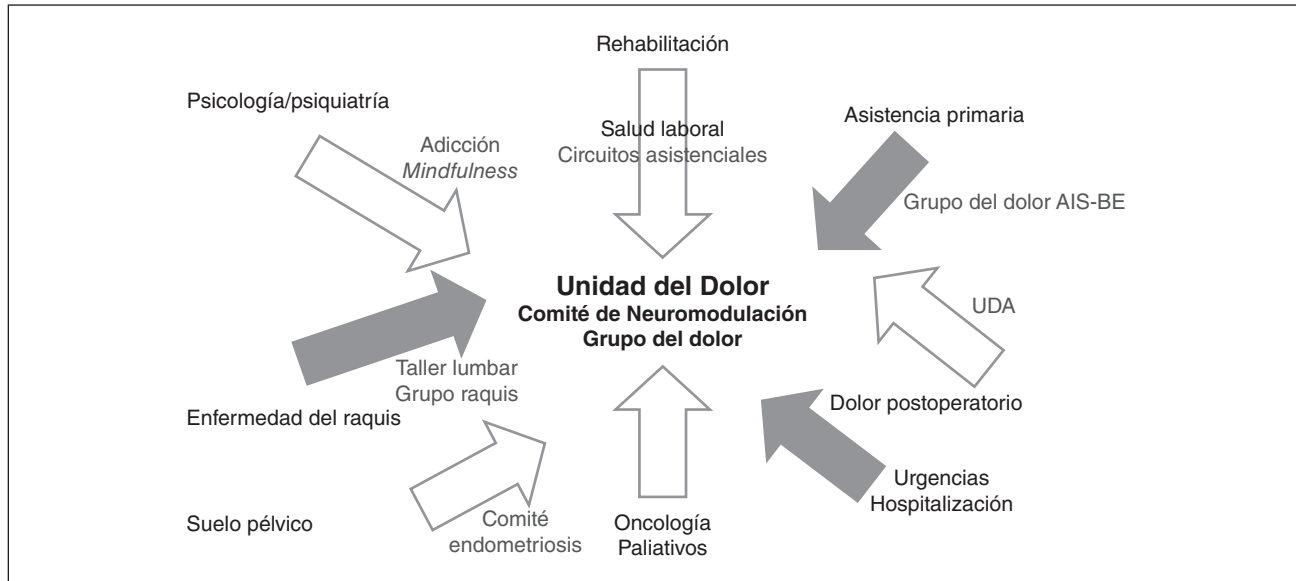 Rehabilitación
Psicología/psiquiatría
Adicción
Mindfulness
Salud laboral
Circuitos asistenciales
Asistencia primaria
Grupo del dolor AIS-BE
Unidad del Dolor
Comité de Neuromodulación
Grupo del dolor
UDA
Taller lumbar
Grupo raquis
Enfermedad del raquis
Dolor postoperatorio
Urgencias
Hospitalización
Suelo pélvico
Comité
endometriosis
Oncología
Paliativos